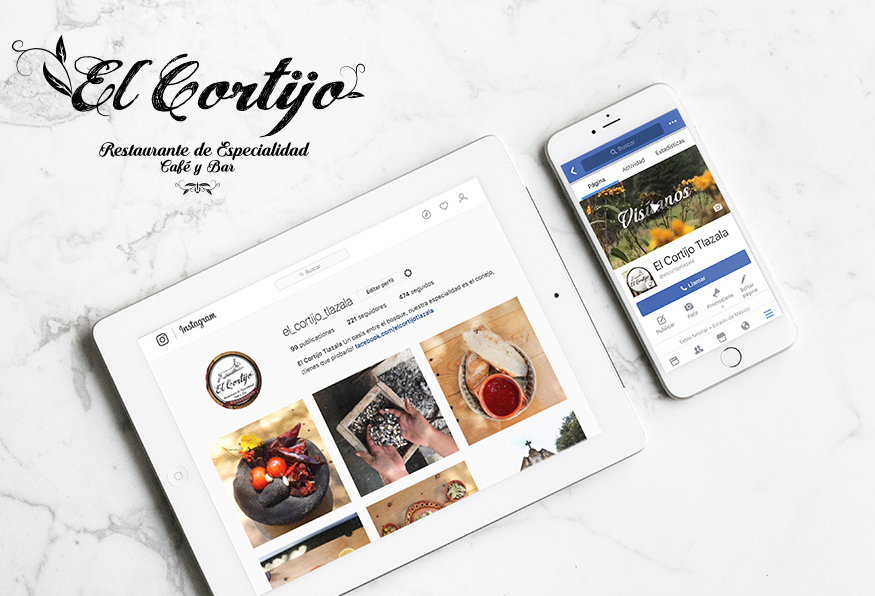 El Cortijo
Restaurante de Especialidad
Café y Bar
Instagram
Buscar
el_cortijo_tlazala
Editar perfil
99 publicaciones 221 seguidores 474 seguidos
El Cortijo Tlazala Un oasis entre el bosque, nuestra especialidad es el conejo,
¡tienes que probarlo! facebook.com/elcortijotlazala
El Cortijo
Buscar
Página Actividad Estadísticas
Visítanos
El Cortijo Tlazala
@elcortijotlazala
Llamar
Publicar Foto Promocionar Editar
página
Estilo familiar • Estado de México